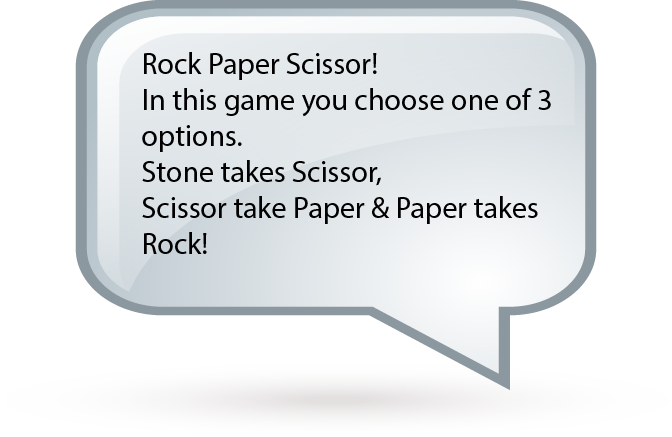 Rock Paper Scissor!
In this game you choose one of 3
options.
Stone takes Scissor,
Scissor take Paper & Paper takes
Rock!